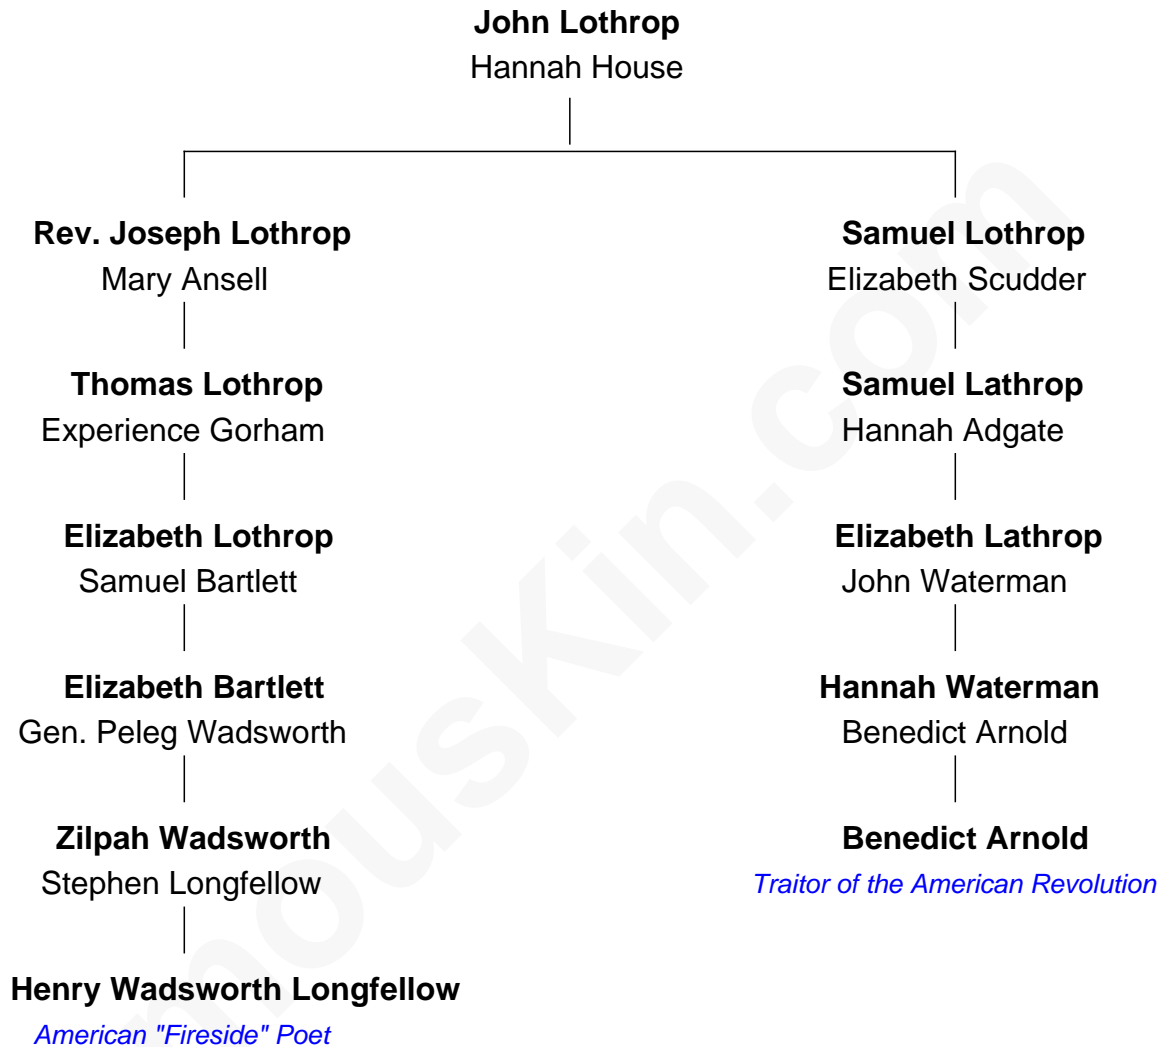 John Lothrop
Hannah House
Rev. Joseph Lothrop
Mary Ansell
Samuel Lothrop
Elizabeth Scudder
Thomas Lothrop
Experience Gorham
Samuel Lathrop
Hannah Adgate
Elizabeth Lothrop
Samuel Bartlett
Elizabeth Lathrop
John Waterman
Elizabeth Bartlett
Gen. Peleg Wadsworth
Hannah Waterman
Benedict Arnold
Zilpah Wadsworth
Stephen Longfellow
Benedict Arnold
Traitor of the American Revolution
Henry Wadsworth Longfellow
American "Fireside" Poet
mousKin.com